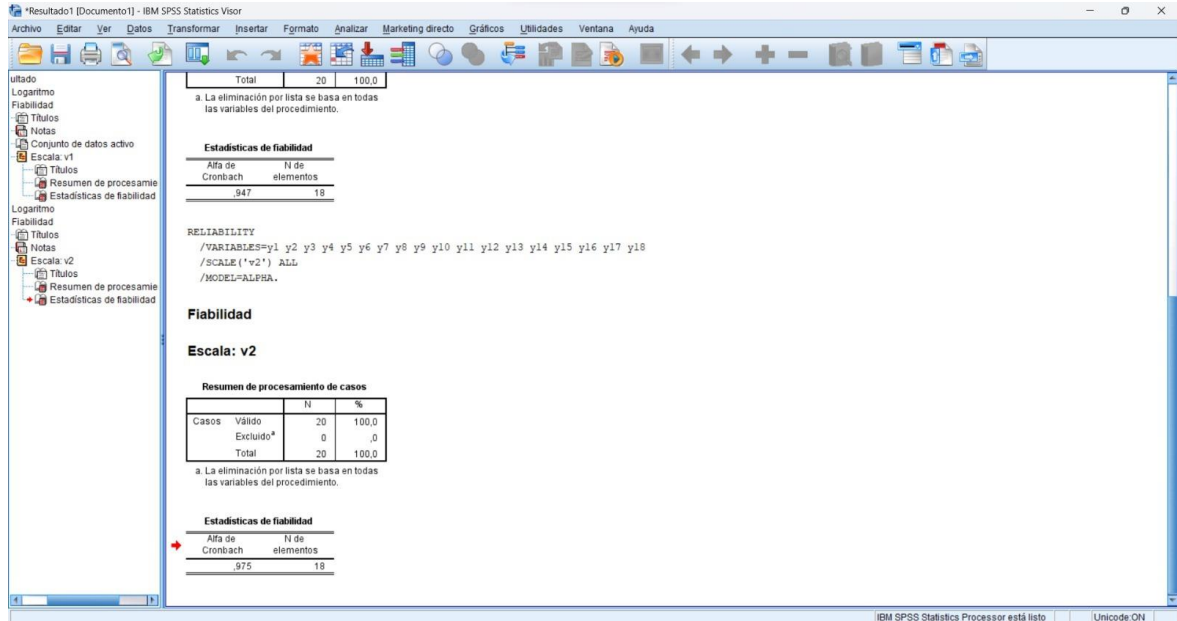 *Resultado1 [Documento1] - IBM SPSS Statistics Visor
Archivo Editar Ver Datos Transformar Insertar Formato Analizar Marketing directo Gráficos Utilidades Ventana Ayuda
ultado
Logaritmo
Fiabilidad
Títulos
Notas
Conjunto de datos activo
Escala: v1
Títulos
Resumen de procesamie
Estadísticas de fiabilidad
Logaritmo
Fiabilidad
Títulos
Notas
Escala: v2
Títulos
Resumen de procesamie
Estadísticas de fiabilidad
Total 20 100,0
a. La eliminación por lista se basa en todas
las variables del procedimiento.
Estadísticas de fiabilidad
Alfa de N de
Cronbach elementos
,947 18
RELIABILITY
/VARIABLES=y1 y2 y3 y4 y5 y6 y7 y8 y9 y10 y11 y12 y13 y14 y15 y16 y17 y18
/SCALE('v2') ALL
/MODEL=ALPHA.
Fiabilidad
Escala: v2
Resumen de procesamiento de casos
N %
Casos Válido 20 100,0
Excluido a 0 ,0
Total 20 100,0
a. La eliminación por lista se basa en todas
las variables del procedimiento.
Estadísticas de fiabilidad
Alfa de N de
Cronbach elementos
,975 18
IBM SPSS Statistics Processor está listo Unicode:ON